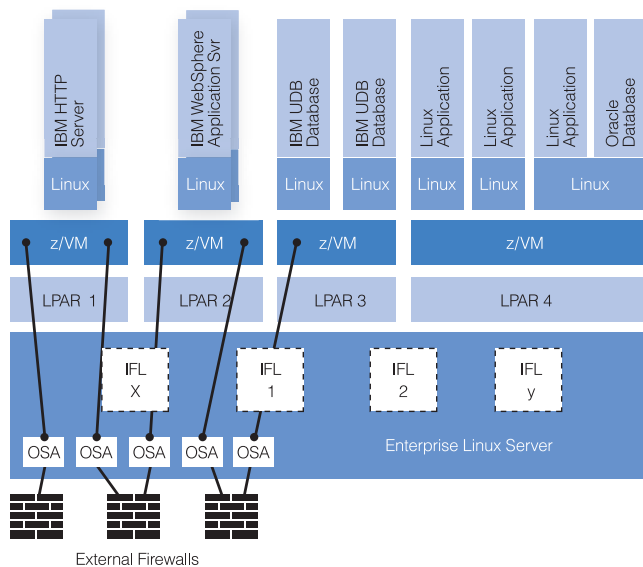 IBM HTTP
Server
IBM WebSphere
Application Svr
IBM UDB
Database
IBM UDB
Database
Linux
Application
Linux
Application
Linux
Application
Oracle
Database
Linux
Linux
Linux
Linux
Linux
Linux
Linux
z/VM
z/VM
z/VM
z/VM
LPAR 1
LPAR 2
LPAR 3
LPAR 4
IFL
X
IFL
1
IFL
2
IFL
y
OSA
OSA
OSA
OSA
OSA
Enterprise Linux Server
External Firewalls